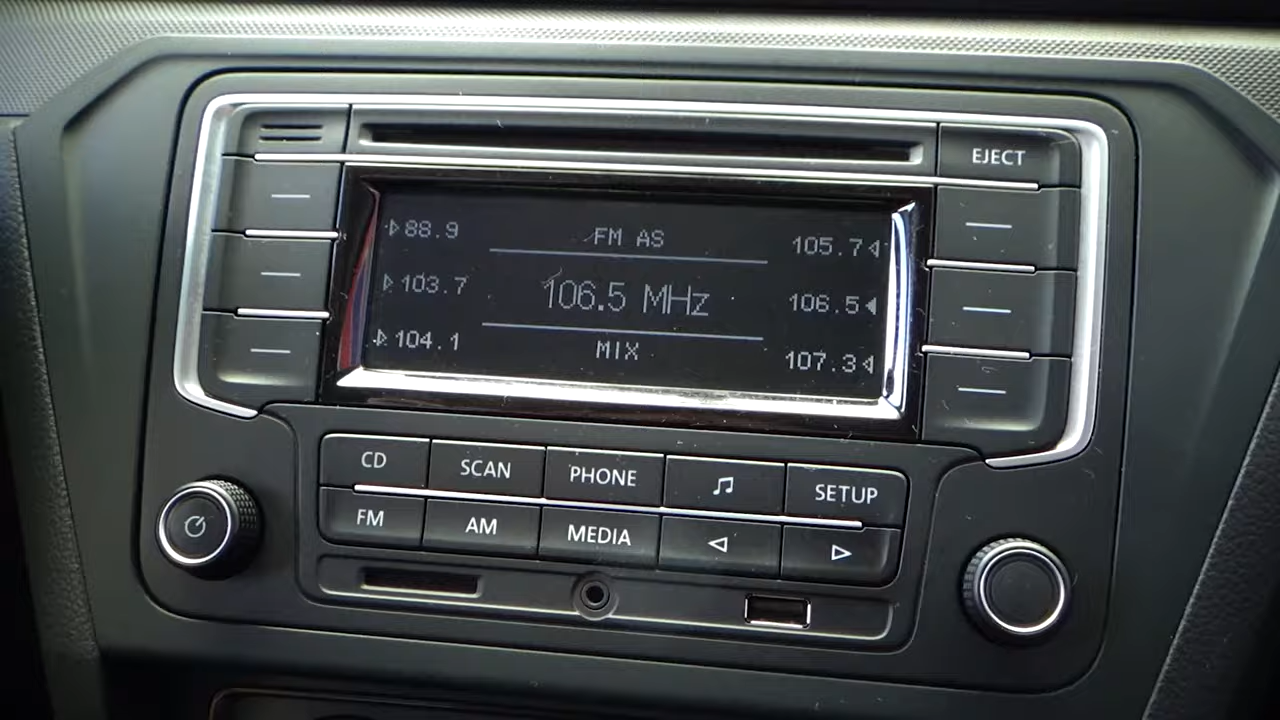 EJECT
88.9
FM AS
105.7
103.7
106.5 MHz
106.5
104.1
MIX
107.3
CD
SCAN
PHONE
SETUP
FM
AM
MEDIA